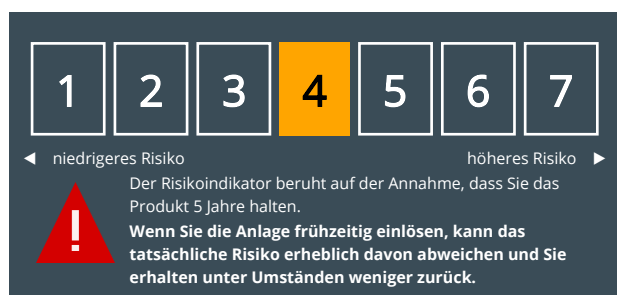 1 2 3 4 5 6 7
◄ niedrigeres Risiko höheres Risiko ►
Der Risikoindikator beruht auf der Annahme, dass Sie das
Produkt 5 Jahre halten.
Wenn Sie die Anlage frühzeitig einlösen, kann das
tatsächliche Risiko erheblich davon abweichen und Sie
erhalten unter Umständen weniger zurück.
!